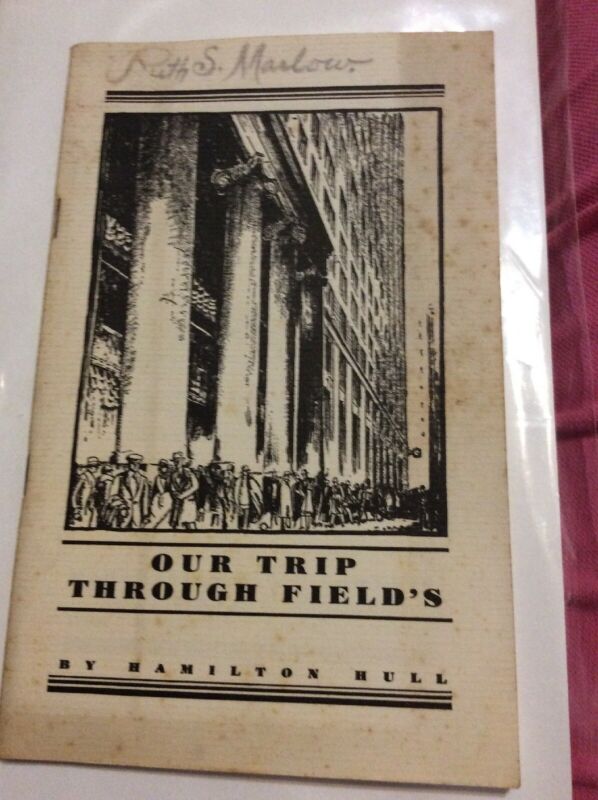 Ruth S. Marlow
OUR TRIP
THROUGH FIELD'S
BY HAMILTON HULL